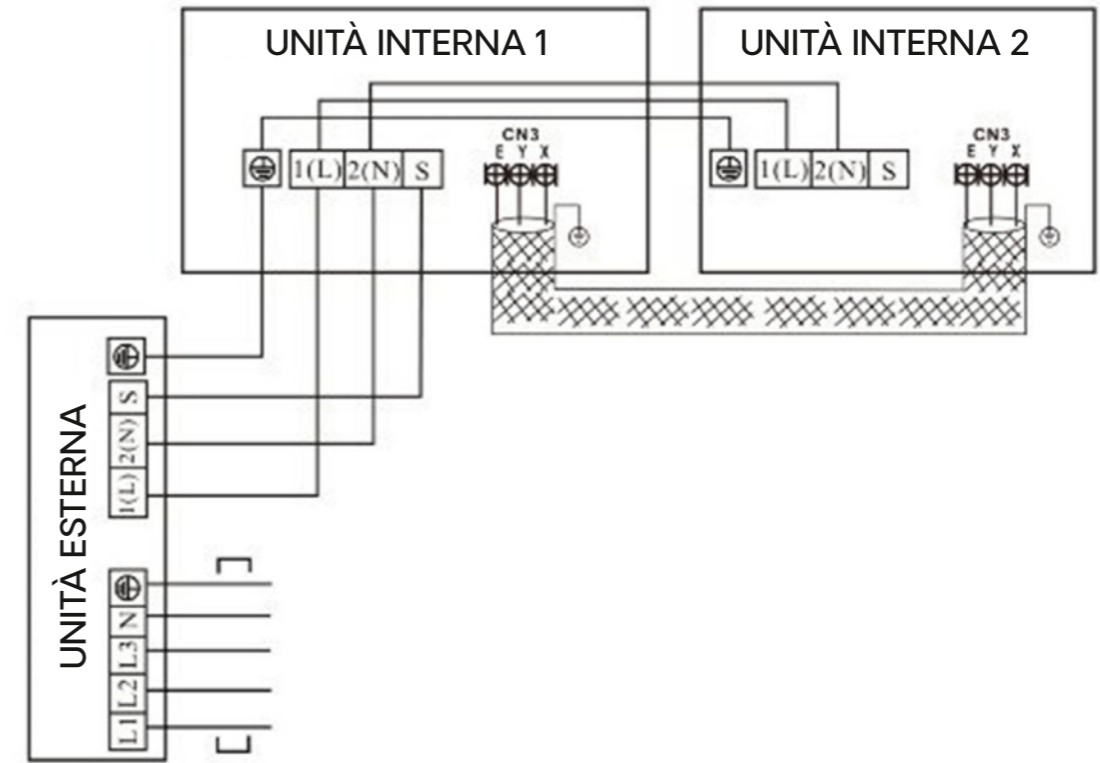 UNITÀ INTERNA 1
UNITÀ INTERNA 2
CN3
E Y X
1(L) 2(N) S
CN3
E Y X
1(L) 2(N) S
UNITÀ ESTERNA
S
2(N)
1(L)
N
L3
L2
L1